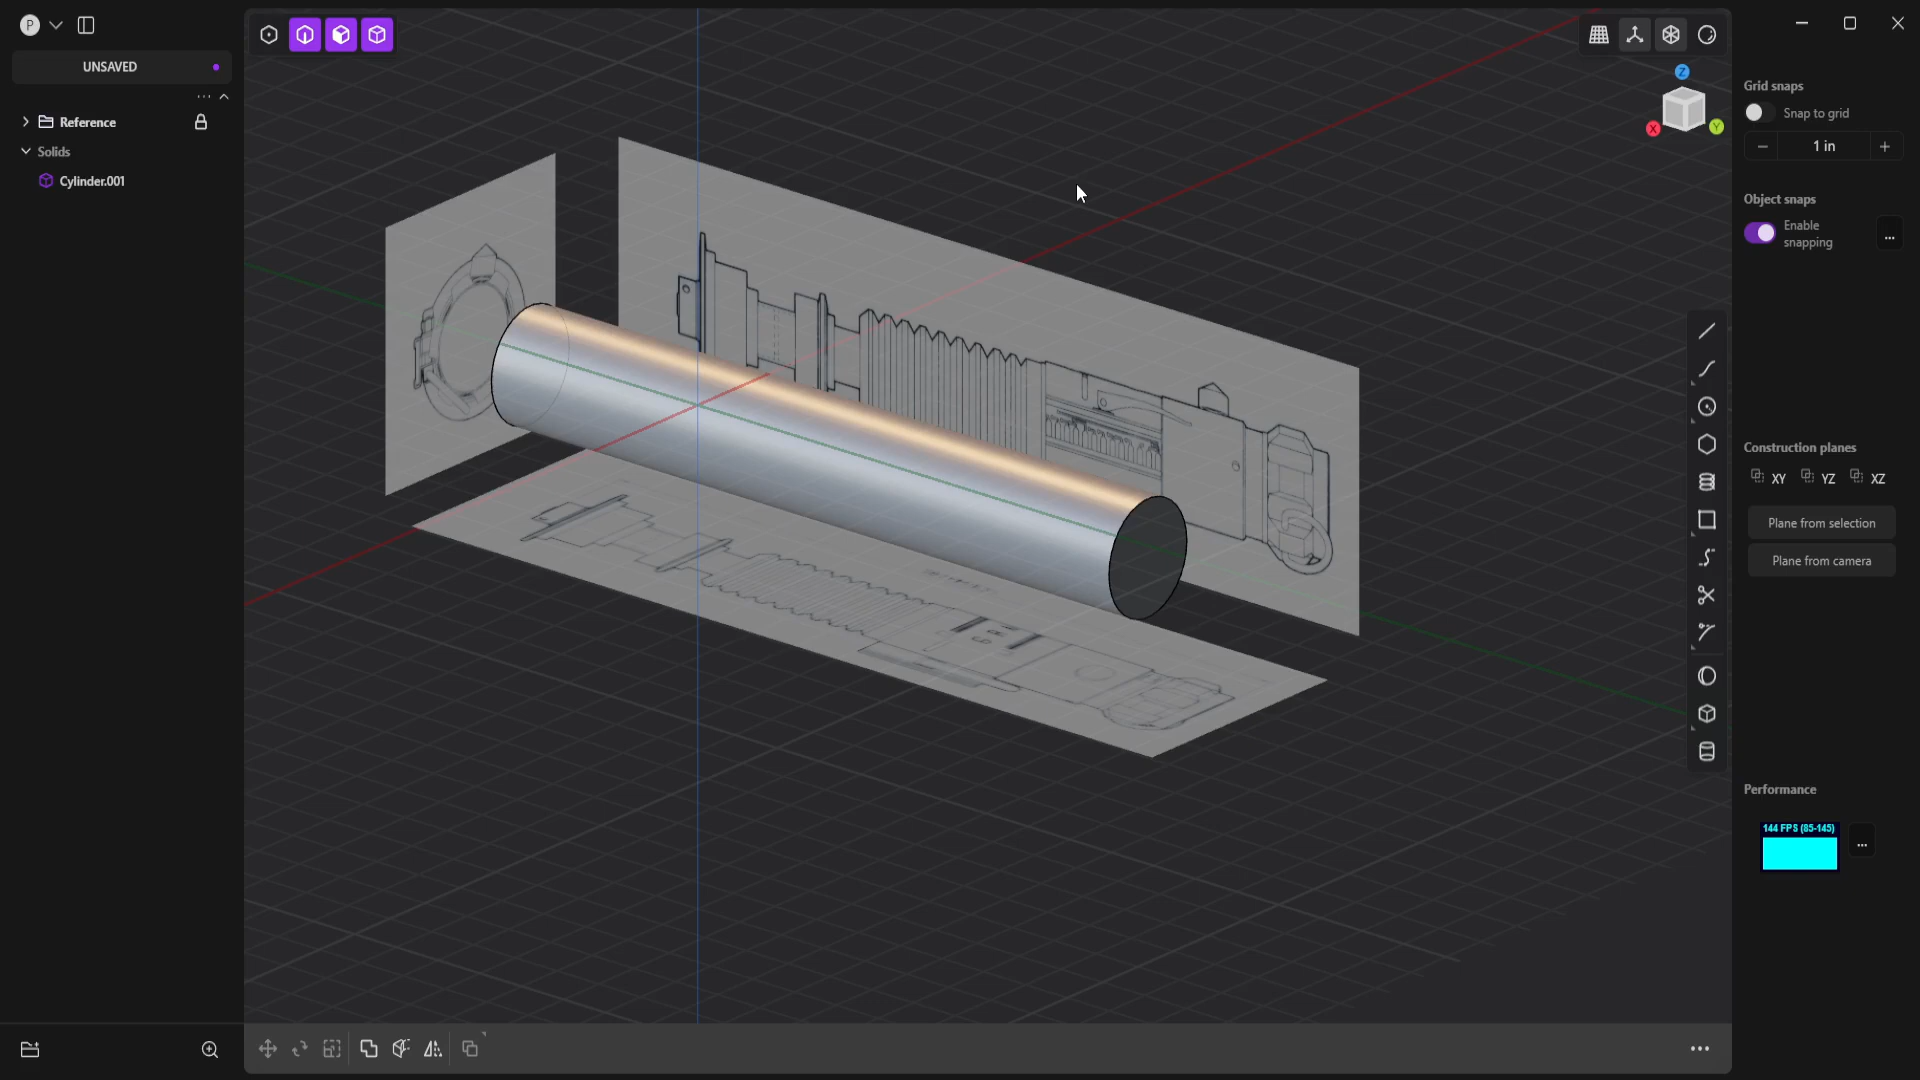 P
UNSAVED
Reference
Solids
Cylinder.001
Z
X
Y
Grid snaps
Snap to grid
1 in
Object snaps
Enable
snapping
Construction planes
XY
YZ
XZ
Plane from selection
Plane from camera
Performance
144 FPS (85-145)